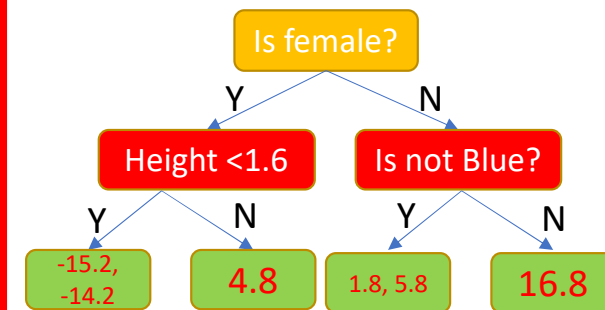 Is female?
Y
N
Height <1.6
Is not Blue?
Y
N
Y
N
-15.2,
-14.2
4.8
1.8, 5.8
16.8